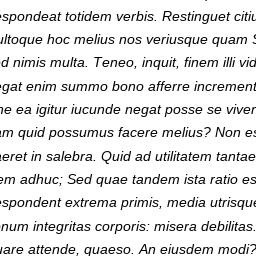 espondeat totidem verbis. Restinguet citiu
ultoque hoc melius nos veriusque quam S
ed nimis multa. Teneo, inquit, finem illi vid
egat enim summo bono afferre increment
ne ea igitur iucunde negat posse se viver
am quid possumus facere melius? Non es
aeret in salebra. Quid ad utilitatem tantae
em adhuc; Sed quae tandem ista ratio es
espondent extrema primis, media utrisque
onum integritas corporis: misera debilitas.
uare attende, quaeso. An eiusdem modi?